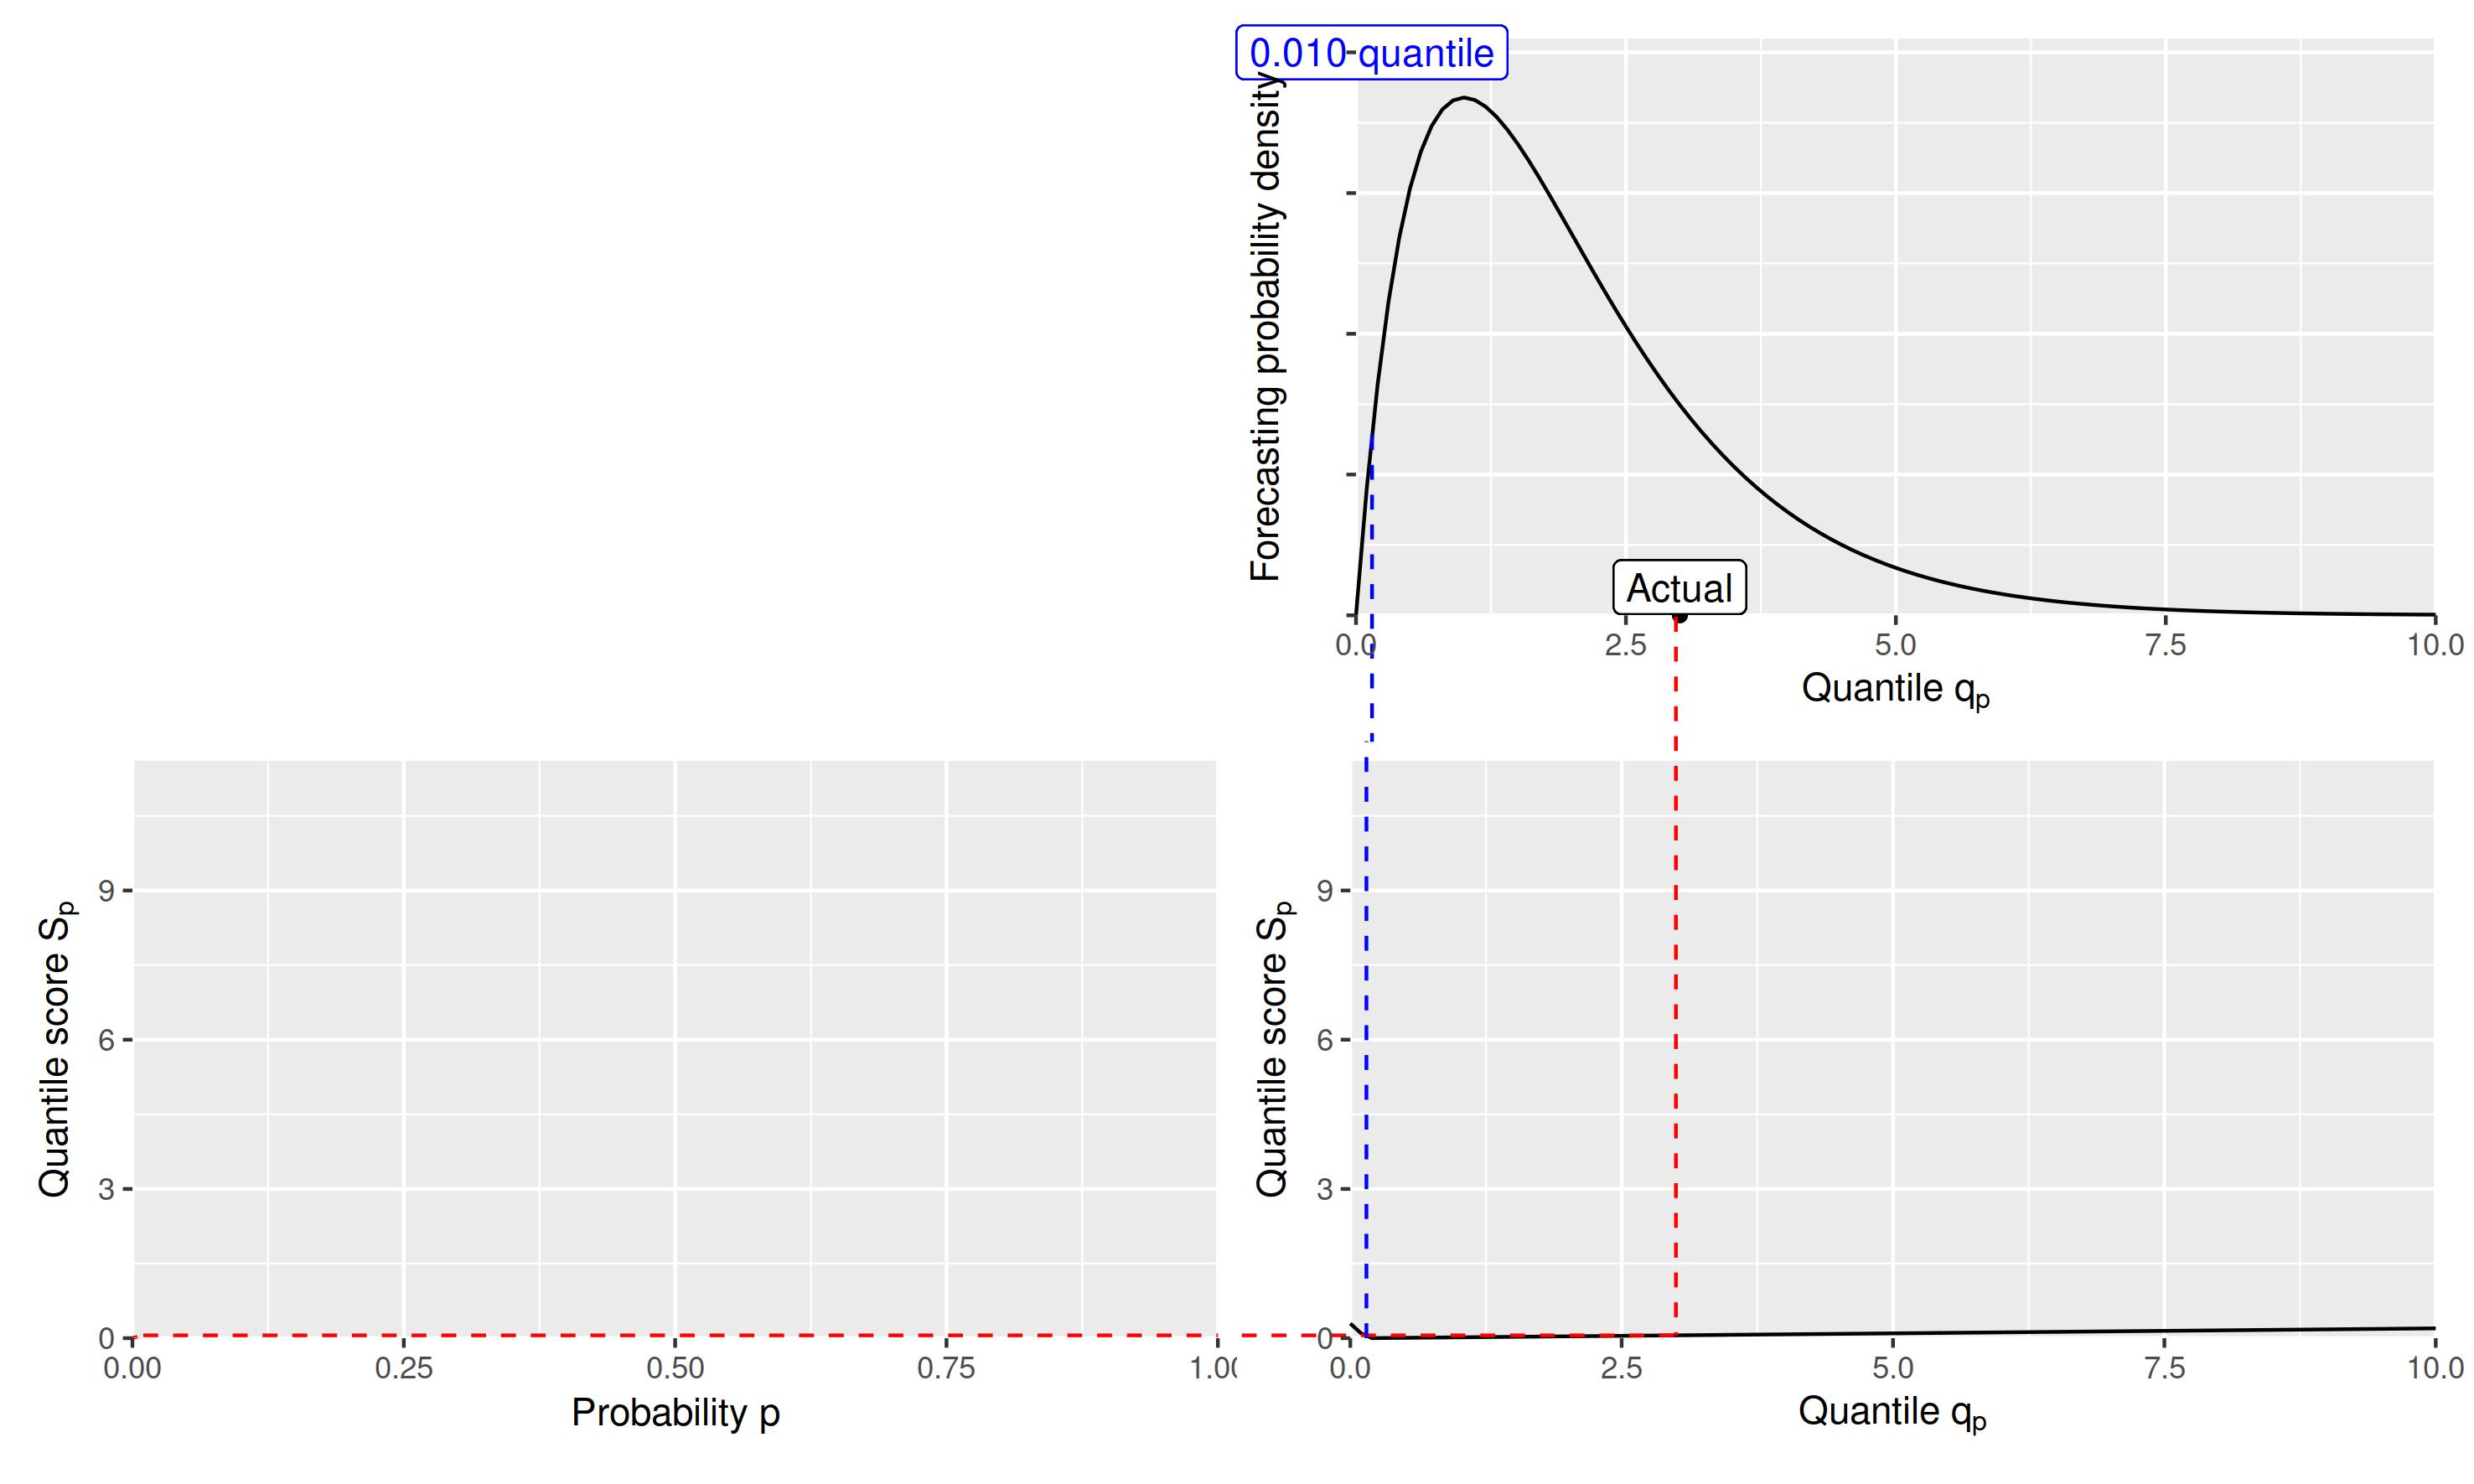 0.010 quantile
Forecasting probability density
Actual
0.0 2.5 5.0 7.5 10.0
Quantile qp
Quantile score Sp
9
6
3
0
0.00 0.25 0.50 0.75 1.00
Probability p
Quantile score Sp
9
6
3
0
0.0 2.5 5.0 7.5 10.0
Quantile qp